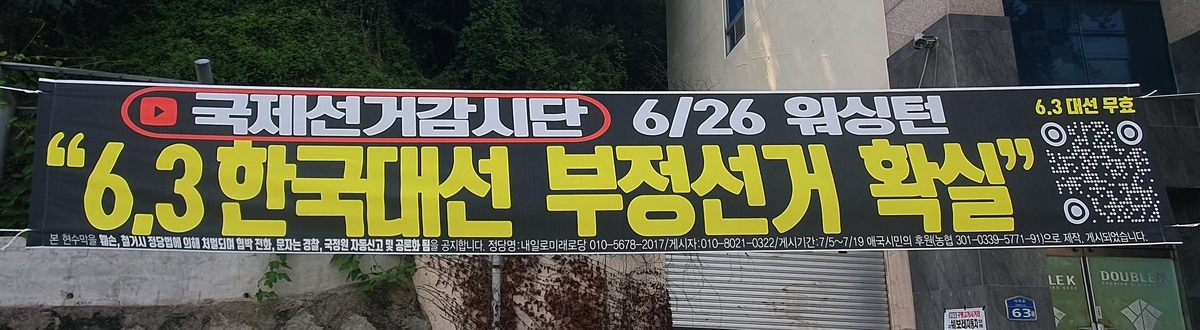 국제선거감시단 6/26 워싱턴
6.3 대선 무효
“6.3 한국대선 부정선거 확실”
본 현수막을 훼손, 철거시 정당법에 의해 처벌되며 협박 전화, 문자는 경찰, 국정원 자동신고 및 공론화 됨을 공지합니다. 정당명:내일로미래로당 010-5678-2017/게시자:010-8021-0322/게시기간:7/5~7/19 애국시민의 후원(농협 301-0339-5771-91)으로 제작, 게시되었습니다.
DOUBLE K
63